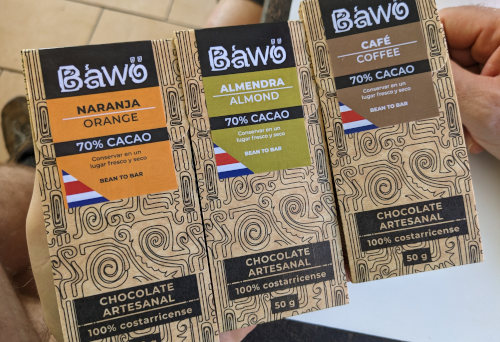 Bawö
NARANJA
ORANGE
70% CACAO
Conservar en un
lugar fresco y seco
BEAN TO BAR
CHOCOLATE
ARTESANAL
100% costarricense
Bawö
ALMENDRA
ALMOND
70% CACAO
Conservar en un
lugar fresco y seco
BEAN TO BAR
CHOCOLATE
ARTESANAL
100% costarricense
50 g
Bawö
CAFÉ
COFFEE
70% CACAO
Conservar en un
lugar fresco y seco
BEAN TO BAR
CHOCOLATE
ARTESANAL
100% costarricense
50 g